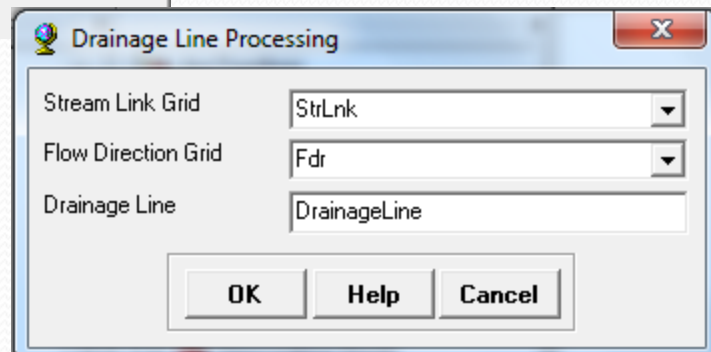 Drainage Line Processing
Stream Link Grid StrLnk
Flow Direction Grid Fdr
Drainage Line DrainageLine
OK Help Cancel